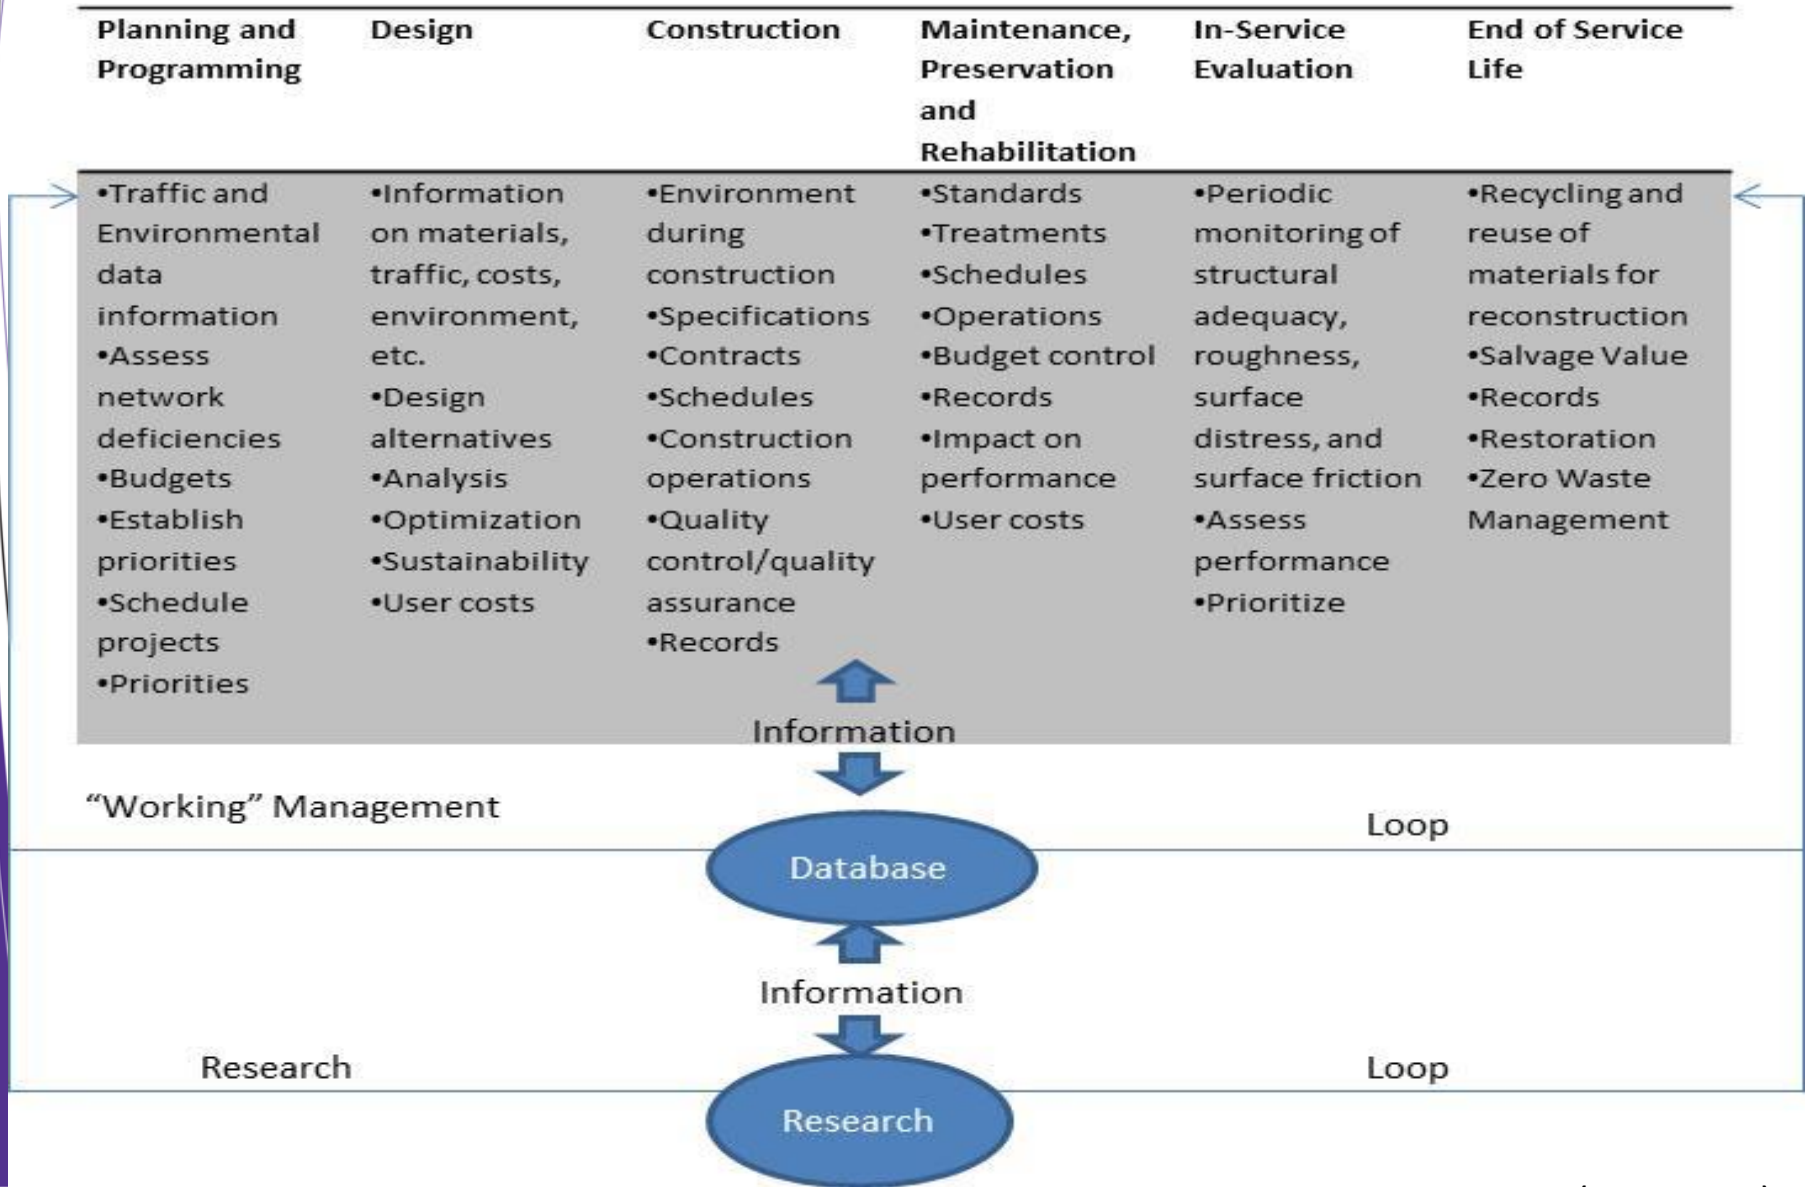 Planning and
Programming
Design
Construction
Maintenance,
Preservation
and
Rehabilitation
In-Service
Evaluation
End of Service
Life
•Traffic and
Environmental
data
information
•Assess
network
deficiencies
•Budgets
•Establish
priorities
•Schedule
projects
•Priorities
•Information
on materials,
traffic, costs,
environment,
etc.
•Design
alternatives
•Analysis
•Optimization
•Sustainability
•User costs
•Environment
during
construction
•Specifications
•Contracts
•Schedules
•Construction
operations
•Quality
control/quality
assurance
•Records
•Standards
•Treatments
•Schedules
•Operations
•Budget control
•Records
•Impact on
performance
•User costs
•Periodic
monitoring of
structural
adequacy,
roughness,
surface
distress, and
surface friction
•Assess
performance
•Prioritize
•Recycling and
reuse of
materials for
reconstruction
•Salvage Value
•Records
•Restoration
•Zero Waste
Management
Information
“Working” Management
Loop
Database
Information
Research
Loop
Research